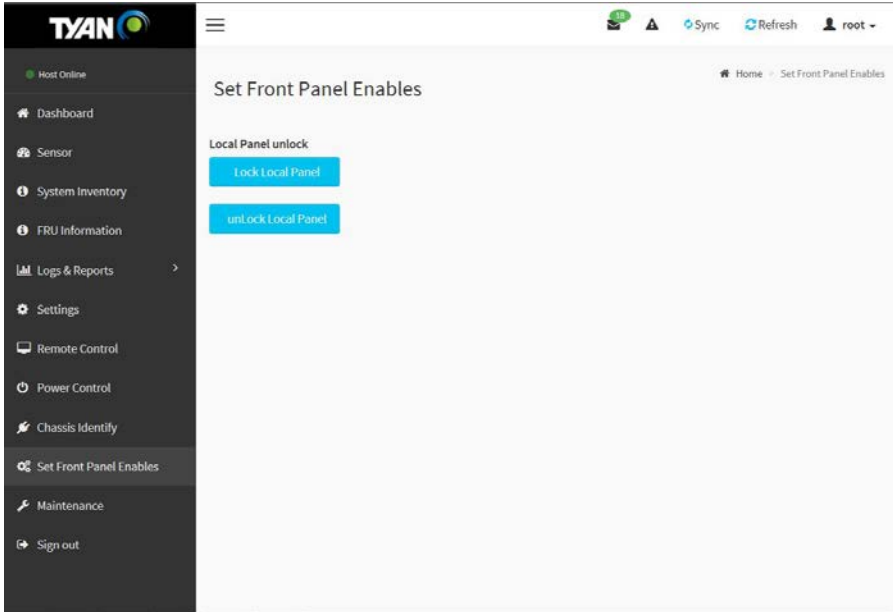 TYAN
18
Sync
Refresh
root
Host Online
Set Front Panel Enables
Home
Set Front Panel Enables
Dashboard
Sensor
System Inventory
FRU Information
Logs & Reports
Settings
Remote Control
Power Control
Chassis Identify
Set Front Panel Enables
Maintenance
Sign out
Local Panel unlock
Lock Local Panel
unLock Local Panel